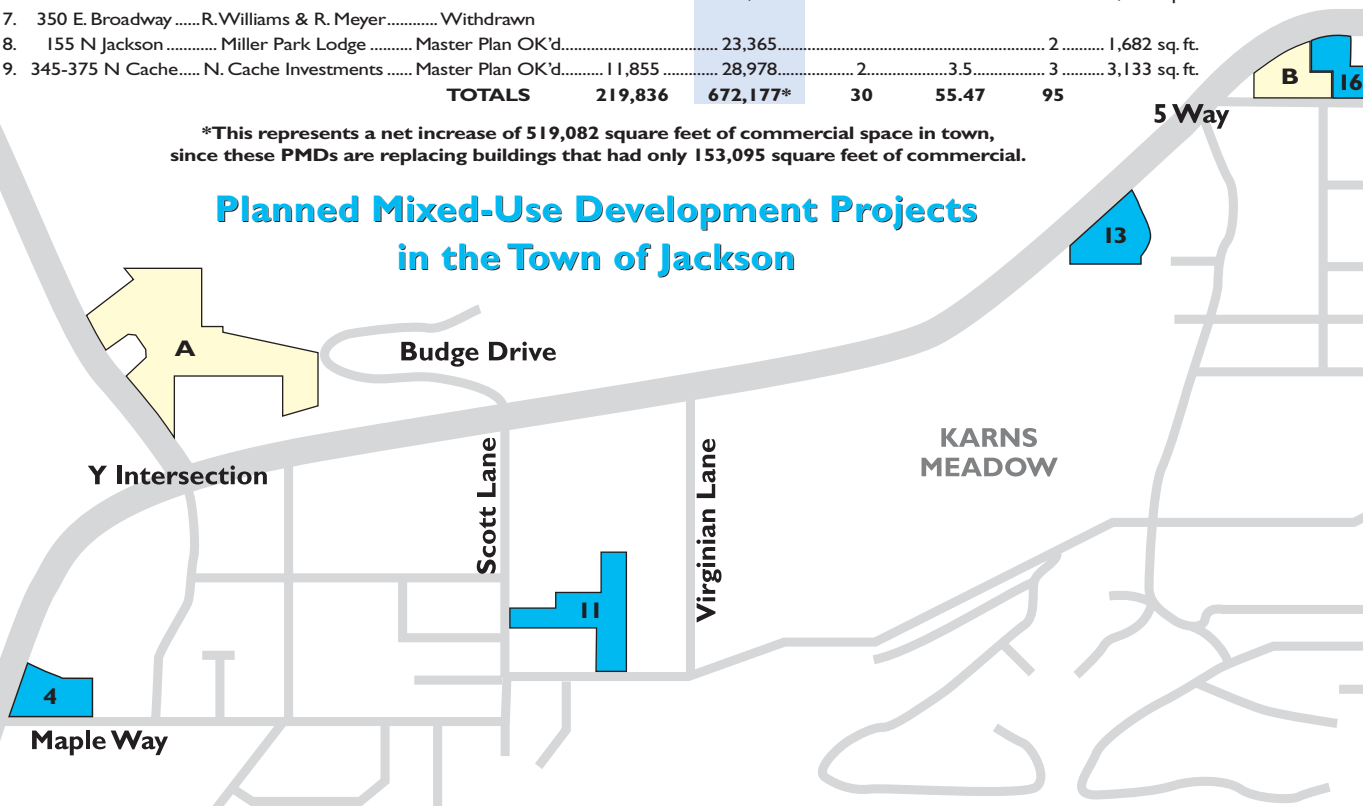 7. 350 E. Broadway ......R. Williams & R. Meyer............ Withdrawn
8. 155 N Jackson ............ Miller Park Lodge ......... Master Plan OK'd...................................... 23,365................................................................ 2 ......... 1,682 sq. ft.
9. 345-375 N Cache..... N. Cache Investments ...... Master Plan OK'd......... 11,855 ............. 28,978.................. 2..................3.5................ 3 ......... 3,133 sq. ft.
TOTALS 219,836 672,177* 30 55.47 95
*This represents a net increase of 519,082 square feet of commercial space in town,
since these PMDs are replacing buildings that had only 153,095 square feet of commercial.
Planned Mixed-Use Development Projects
in the Town of Jackson
B
16
5 Way
13
A
Budge Drive
KARNS
MEADOW
Y Intersection
Scott Lane
Virginian Lane
11
4
Maple Way